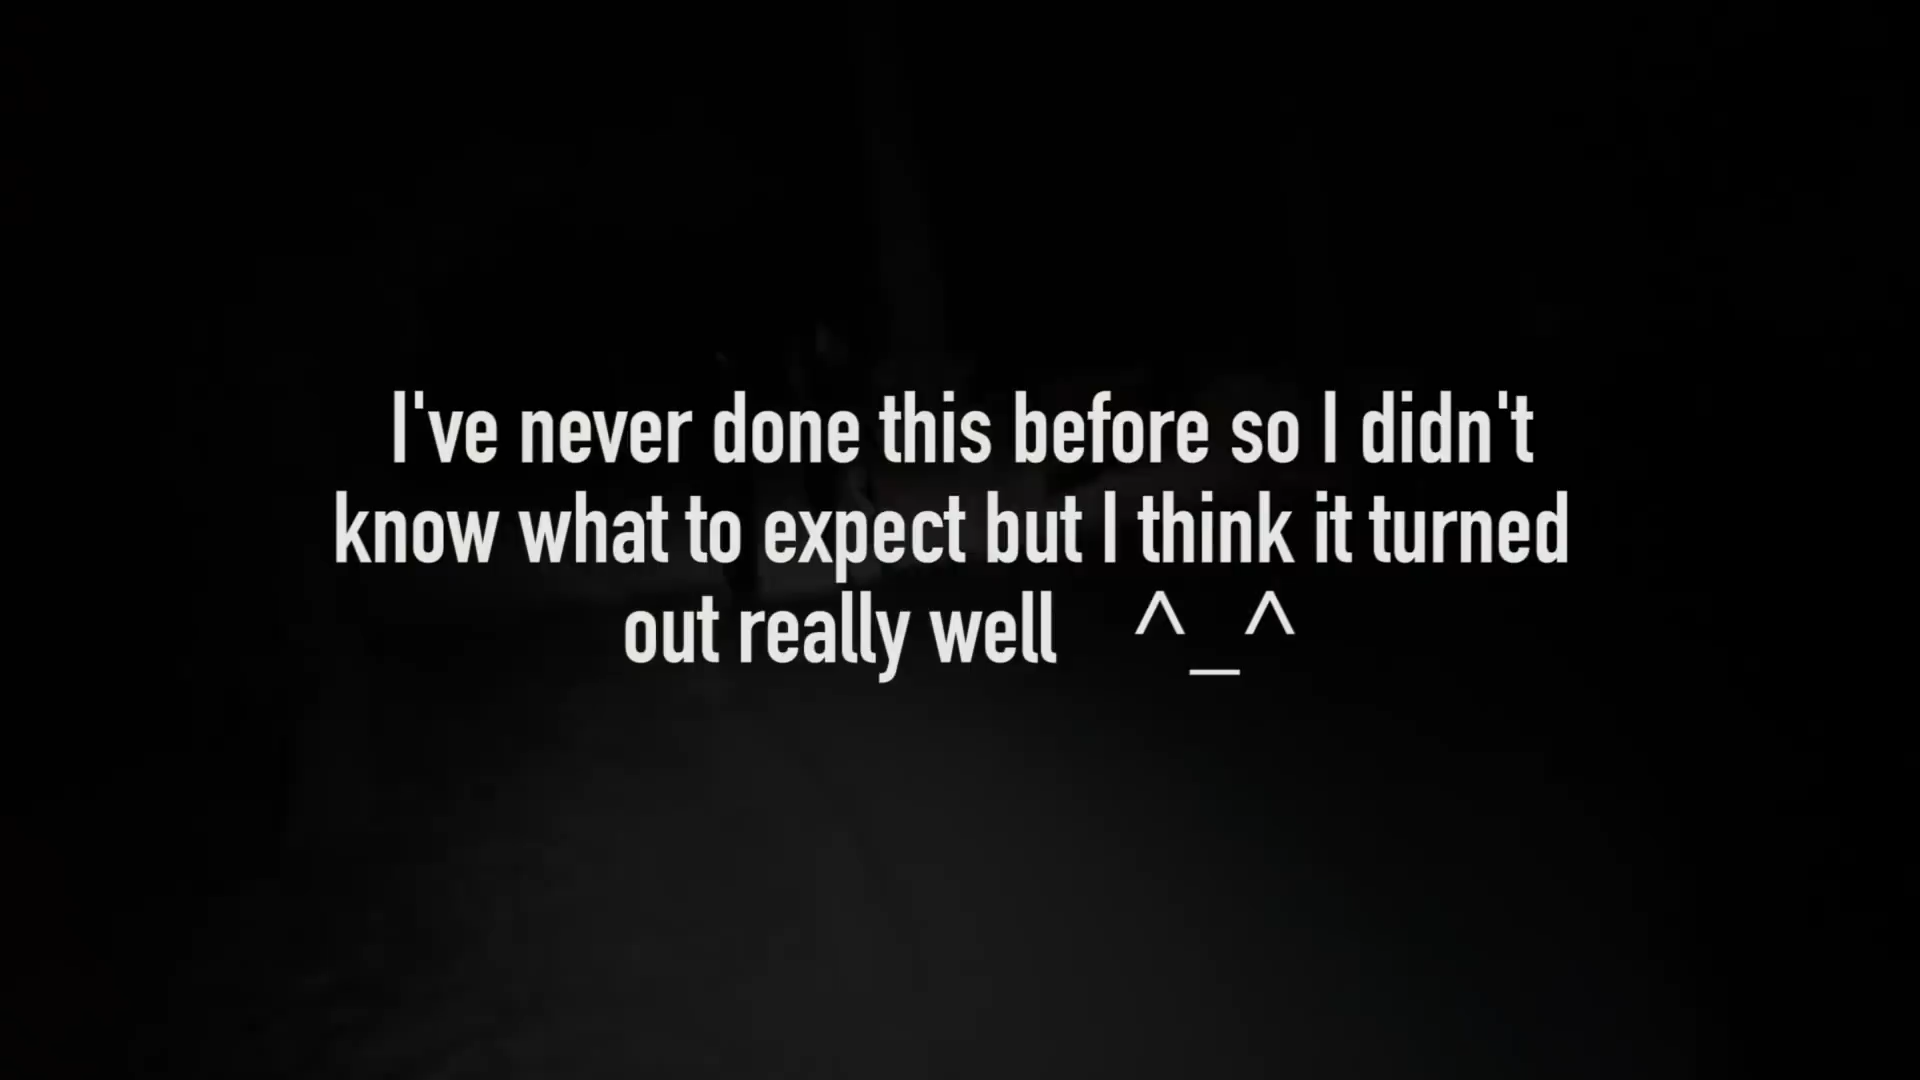 I've never done this before so I didn't
know what to expect but I think it turned
out really well ^_^